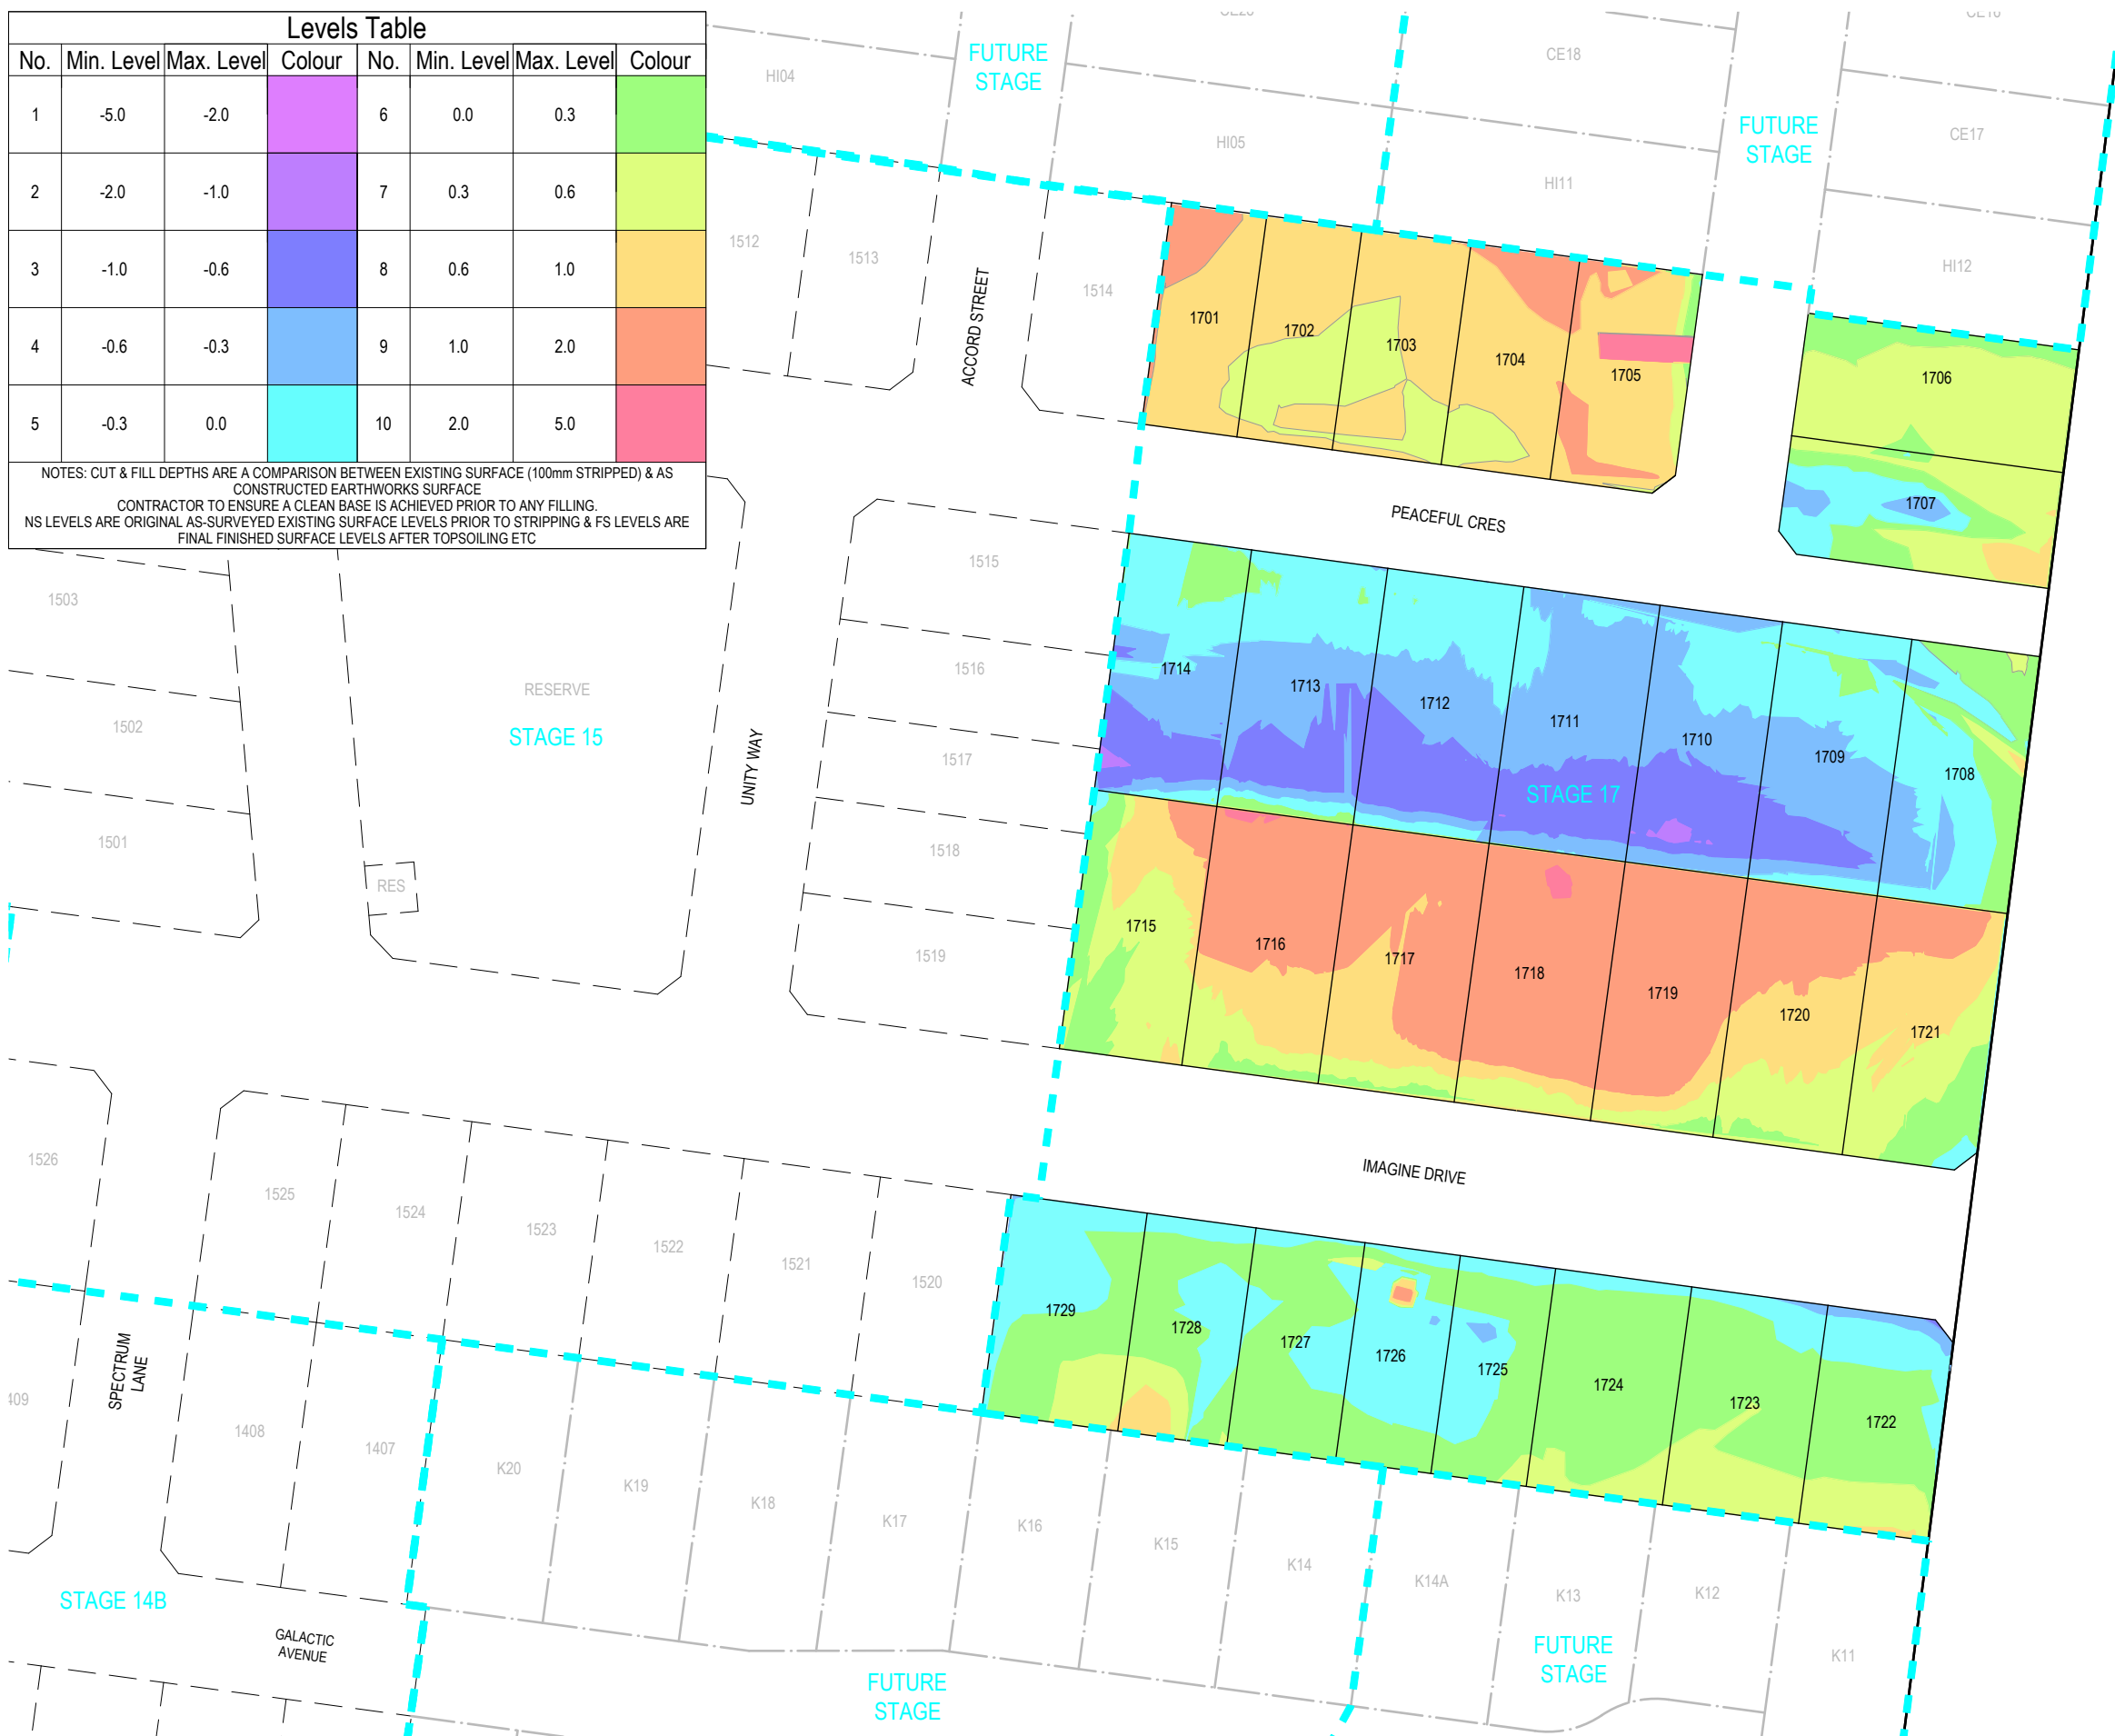 Levels Table
No. Min. Level Max. Level Colour No. Min. Level Max. Level Colour
1 -5.0 -2.0 6 0.0 0.3
2 -2.0 -1.0 7 0.3 0.6
3 -1.0 -0.6 8 0.6 1.0
4 -0.6 -0.3 9 1.0 2.0
5 -0.3 0.0 10 2.0 5.0
NOTES: CUT & FILL DEPTHS ARE A COMPARISON BETWEEN EXISTING SURFACE (100mm STRIPPED) & AS
CONSTRUCTED EARTHWORKS SURFACE
CONTRACTOR TO ENSURE A CLEAN BASE IS ACHIEVED PRIOR TO ANY FILLING.
NS LEVELS ARE ORIGINAL AS-SURVEYED EXISTING SURFACE LEVELS PRIOR TO STRIPPING & FS LEVELS ARE
FINAL FINISHED SURFACE LEVELS AFTER TOPSOILING ETC
HI04
FUTURE
STAGE
CE18
HI05
FUTURE
STAGE
CE17
HI11
HI12
1512
1513
ACCORD STREET
1514
1701
1702
1703
1704
1705
1706
1707
PEACEFUL CRES
1503
1502
1501
RESERVE
STAGE 15
RES
UNITY WAY
1515
1516
1517
1518
1519
1714
1713
1712
1711
1710
1709
1708
STAGE 17
1715
1716
1717
1718
1719
1720
1721
IMAGINE DRIVE
1526
1525
1524
1523
1522
1521
1520
1729
1728
1727
1726
1725
1724
1723
1722
SPECTRUM
LANE
1408
1407
K20
K19
K18
K17
K16
K15
K14
K14A
K13
K12
K11
STAGE 14B
GALACTIC
AVENUE
FUTURE
STAGE
FUTURE
STAGE